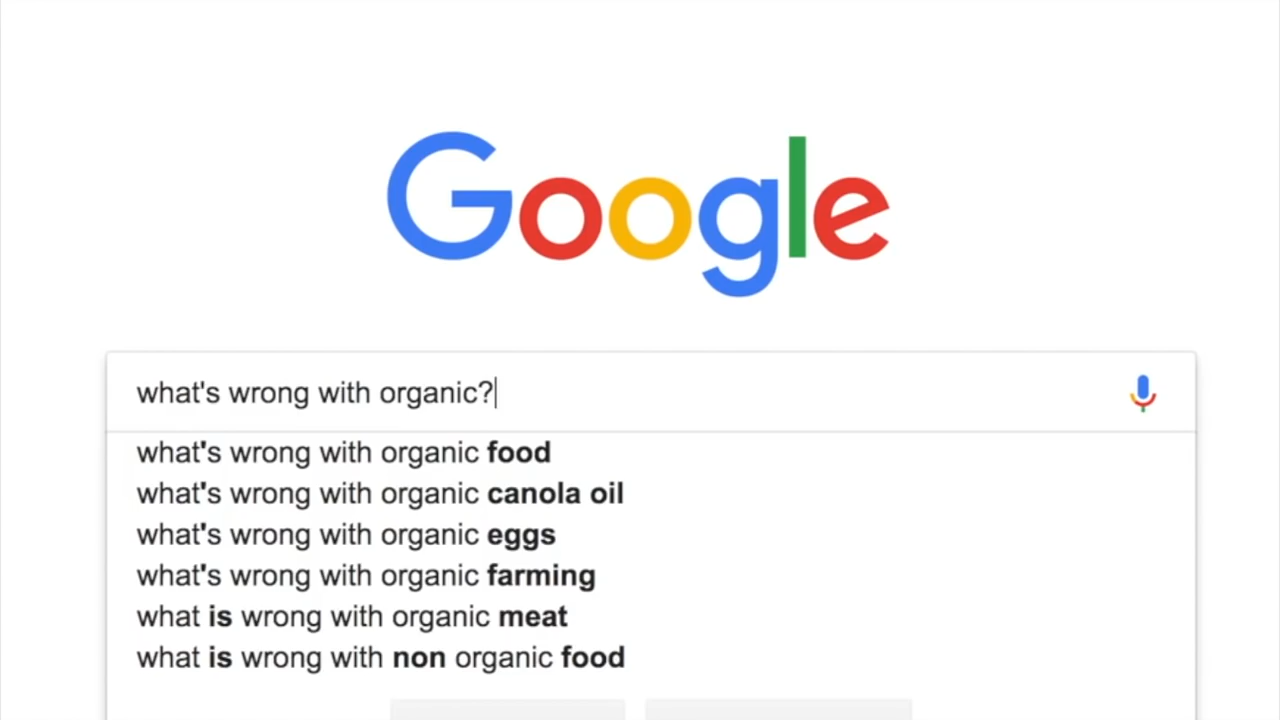 Google
what's wrong with organic?
what's wrong with organic food
what's wrong with organic canola oil
what's wrong with organic eggs
what's wrong with organic farming
what is wrong with organic meat
what is wrong with non organic food